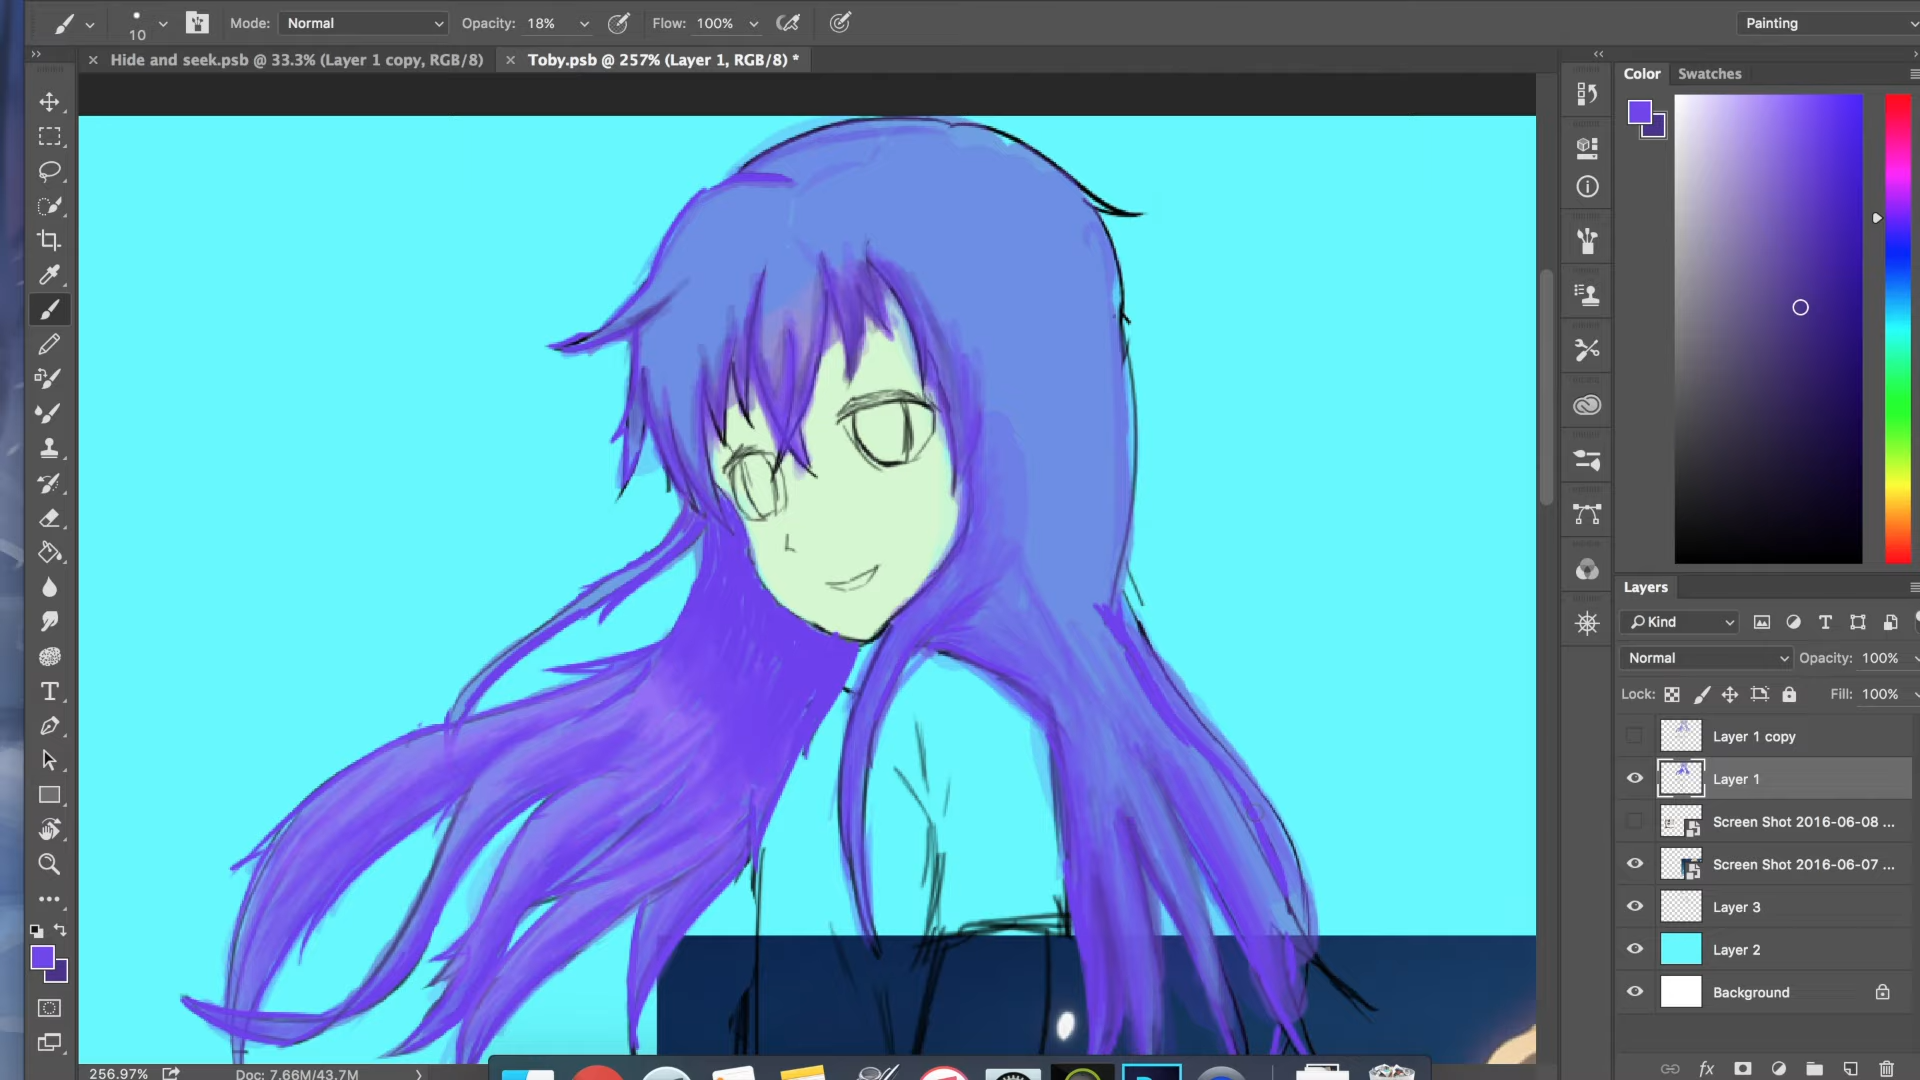 10 Mode: Normal Opacity: 18% Flow: 100% Painting
Hide and seek.psb @ 33.3% (Layer 1 copy, RGB/8) Toby.psb @ 257% (Layer 1, RGB/8) *
Color Swatches
Layers
Kind
Normal Opacity: 100%
Lock: Fill: 100%
Layer 1 copy
Layer 1
Screen Shot 2016-06-08 ...
Screen Shot 2016-06-07 ...
Layer 3
Layer 2
Background
fx
256.97% Doc: 7.66M/43.7M